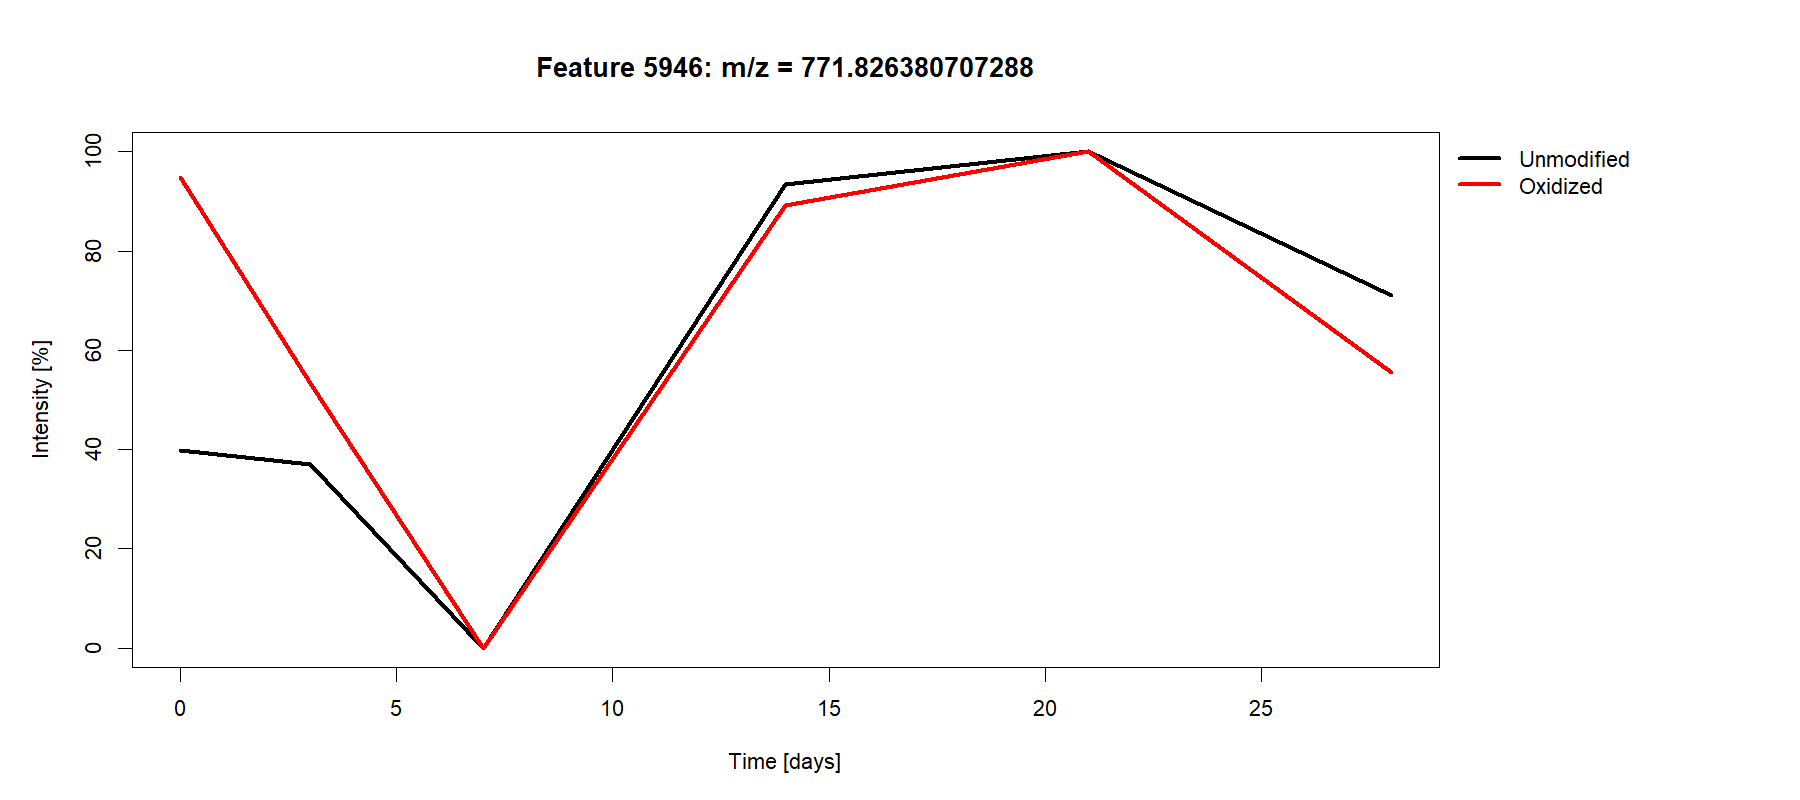 Feature 5946: m/z = 771.826380707288
Unmodified
Oxidized
Intensity [%]
100
80
60
40
20
0
0 5 10 15 20 25
Time [days]